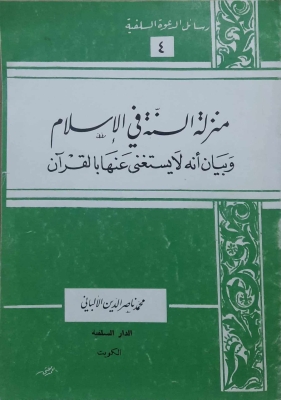 رسائل الدعوة السلفية
٤
منزلة السنة في الإسلام
وبيان أنه لا يستغنى عنها بالقرآن
محمد ناصر الدين الألباني
الدار السلفية
الكويت